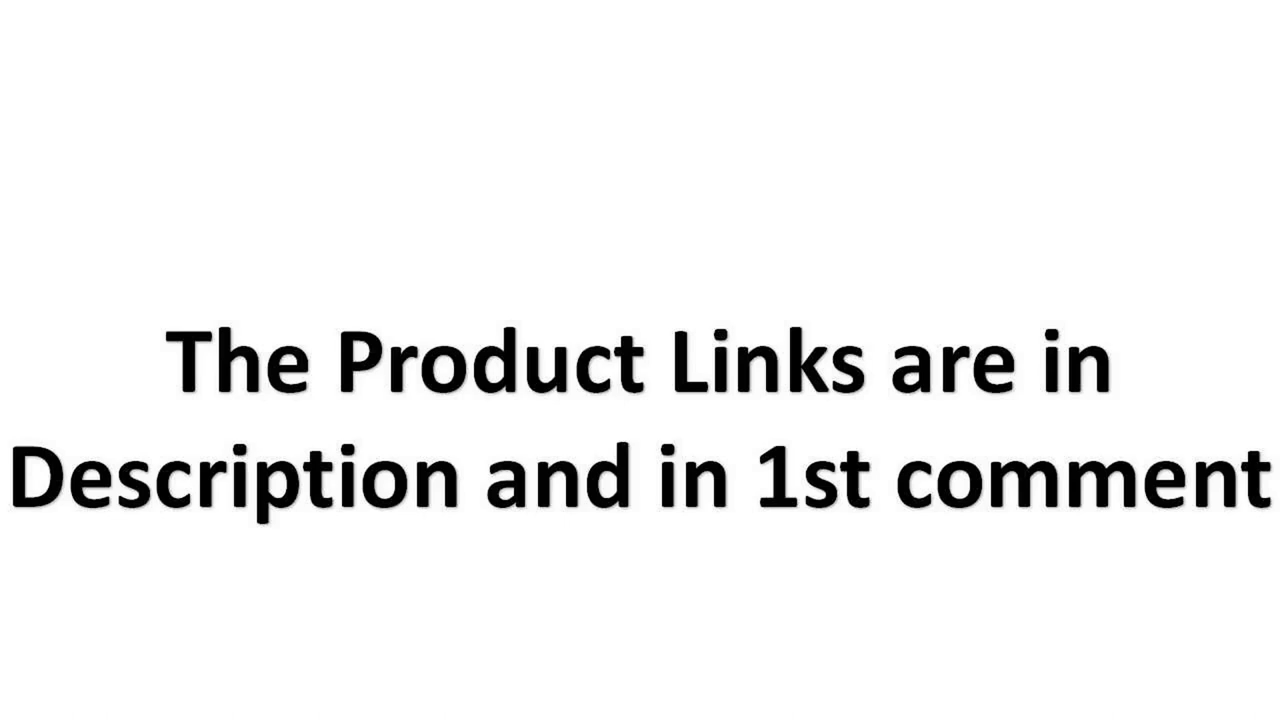 The Product Links are in
Description and in 1st comment